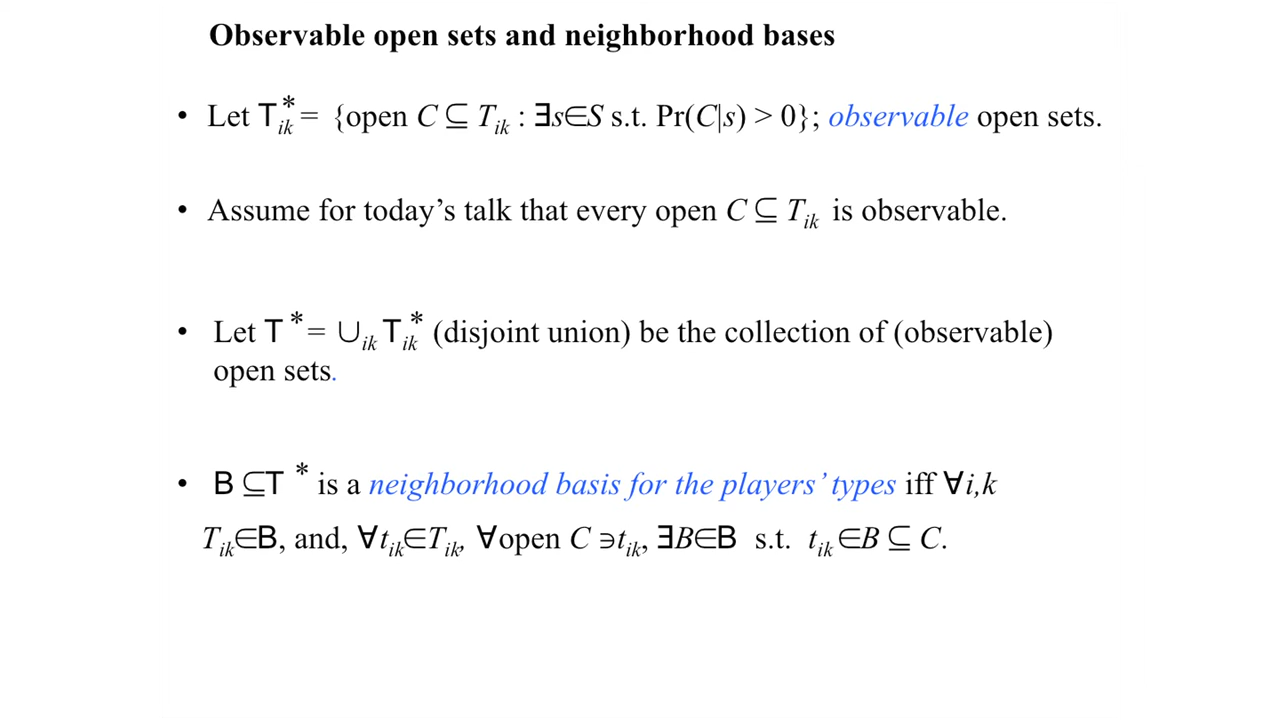 Observable open sets and neighborhood bases
• Let T*ik = {open C ⊆ Tik : ∃s∈S s.t. Pr(C|s) > 0}; observable open sets.
• Assume for today’s talk that every open C ⊆ Tik is observable.
• Let T* = ∪ik T*ik (disjoint union) be the collection of (observable)
open sets.
• B ⊆T * is a neighborhood basis for the players’ types iff ∀i,k
Tik∈B, and, ∀tik∈Tik, ∀open C ∋tik, ∃B∈B s.t. tik∈B ⊆ C.